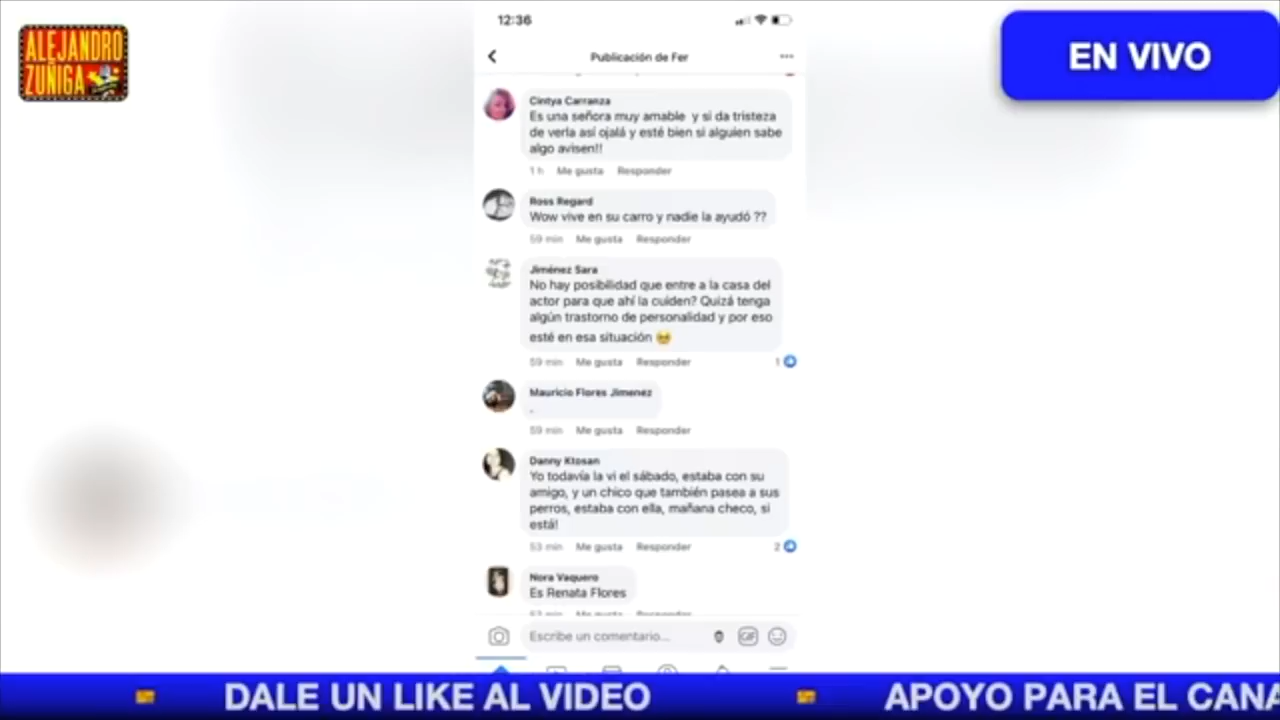 ALEJANDRO
ZUÑIGA
EN VIVO
12:36
Publicación de Fer
Cintya Carranza
Es una señora muy amable y si da tristeza
de verla así ojalá y esté bien si alguien sabe
algo avisen!!
1 h Me gusta Responder
Ross Regard
Wow vive en su carro y nadie la ayudó ??
59 min Me gusta Responder
Jiménez Sara
No hay posibilidad que entre a la casa del
actor para que ahí la cuiden? Quizá tenga
algún trastorno de personalidad y por eso
esté en esa situación 🥹
59 min Me gusta Responder 1
Mauricio Flores Jimenez
.
59 min Me gusta Responder
Danny Ktosan
Yo todavía la vi el sábado, estaba con su
amigo, y un chico que también pasea a sus
perros, estaba con ella, mañana checo, si
está!
53 min Me gusta Responder 2
Nora Vaquero
Es Renata Flores
Me gusta Responder
Escribe un comentario...
GIF
DALE UN LIKE AL VIDEO
APOYO PARA EL CANA